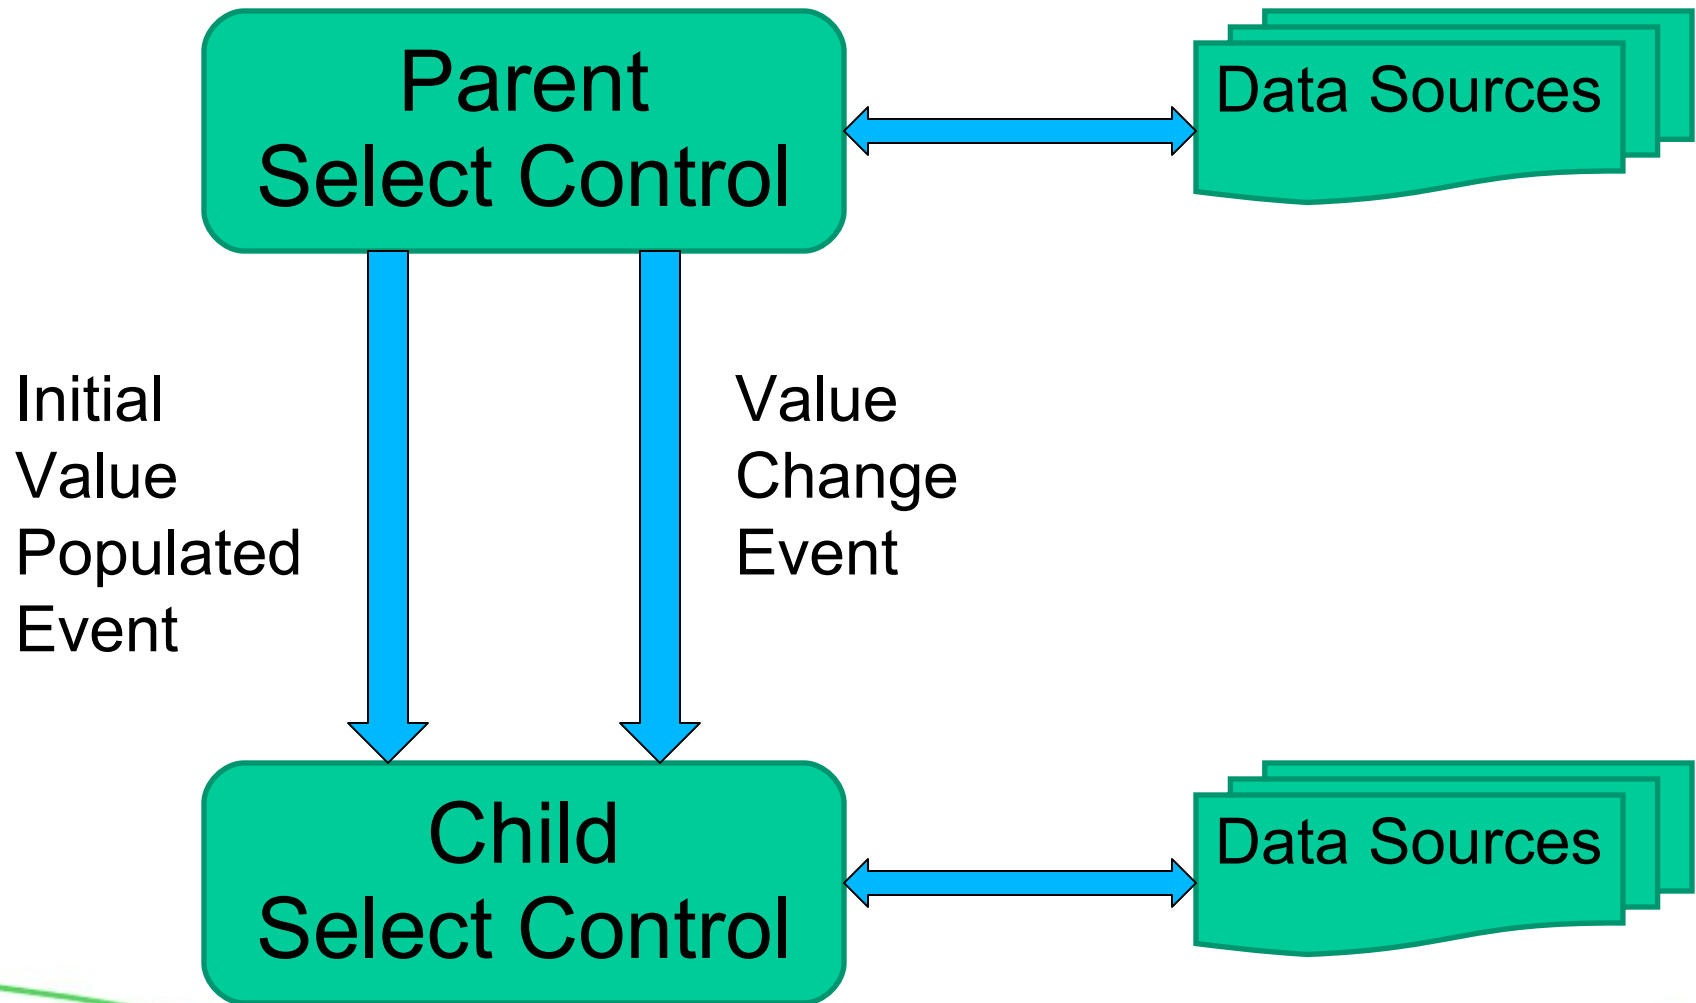 Parent
Select Control
Data Sources
Initial
Value
Populated
Event
Value
Change
Event
Child
Select Control
Data Sources